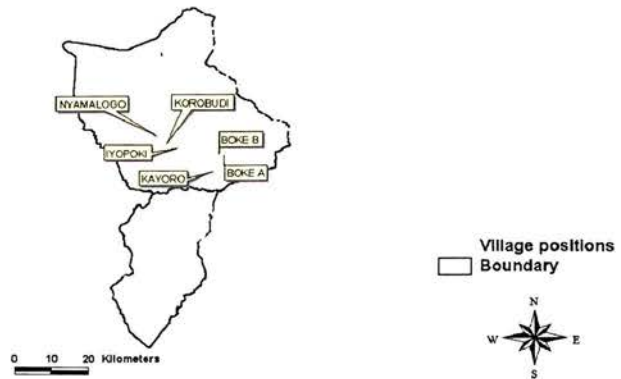 NYAMALOGO
KOROBUDI
BOKE B
IYOPOKI
KAYORO
BOKE A
Village positions
Boundary
N
W E
S
0 10 20 Kilometers